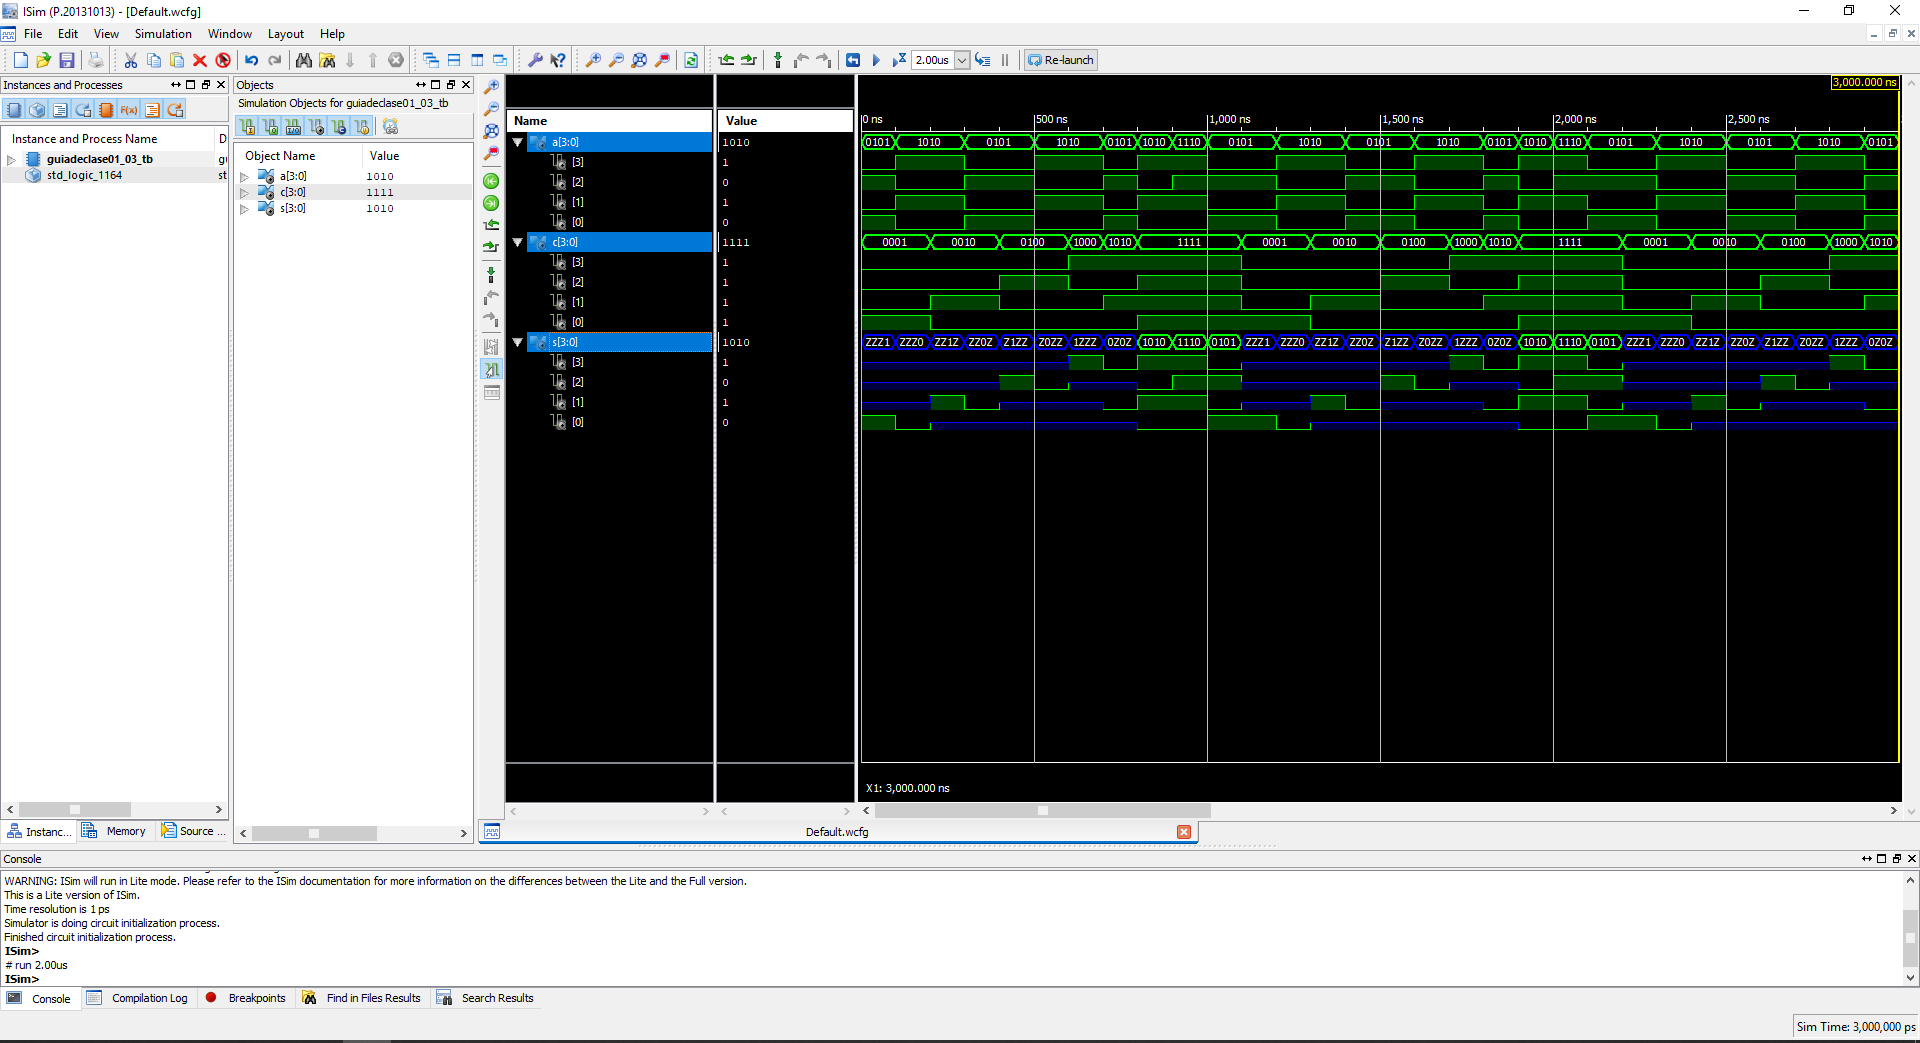 ISim (P.20131013) - [Default.wcfg]
File Edit View Simulation Window Layout Help
2.00us Re-launch
Instances and Processes
Objects
Simulation Objects for guiadeclase01_03_tb
Instance and Process Name D
guiadeclase01_03_tb gu
std_logic_1164 st
Object Name Value
a[3:0] 1010
c[3:0] 1111
s[3:0] 1010
Name Value
3,000.000 ns
0 ns 500 ns 1,000 ns 1,500 ns 2,000 ns 2,500 ns
a[3:0] 1010 0101 1010 0101 1010 0101 1010 1110 0101 1010 0101 1010 0101 1010 1110 0101 1010 0101 1010 0101
[3] 1
[2] 0
[1] 1
[0] 0
c[3:0] 1111 0001 0010 0100 1000 1010 1111 0001 0010 0100 1000 1010 1111 0001 0010 0100 1000 1010
[3] 1
[2] 1
[1] 1
[0] 1
s[3:0] 1010 ZZZ1 ZZZ0 ZZ1Z ZZ0Z Z1ZZ Z0ZZ 1ZZZ 0Z0Z 1010 1110 0101 ZZZ1 ZZZ0 ZZ1Z ZZ0Z Z1ZZ Z0ZZ 1ZZZ 0Z0Z 1010 1110 0101 ZZZ1 ZZZ0 ZZ1Z ZZ0Z Z1ZZ Z0ZZ 1ZZZ 0Z0Z
[3] 1
[2] 0
[1] 1
[0] 0
X1: 3,000.000 ns
Instanc... Memory Source ...
Default.wcfg
Console
WARNING: ISim will run in Lite mode. Please refer to the ISim documentation for more information on the differences between the Lite and the Full version.
This is a Lite version of ISim.
Time resolution is 1 ps
Simulator is doing circuit initialization process.
Finished circuit initialization process.
ISim>
# run 2.00us
ISim>
Console Compilation Log Breakpoints Find in Files Results Search Results
Sim Time: 3,000,000 ps